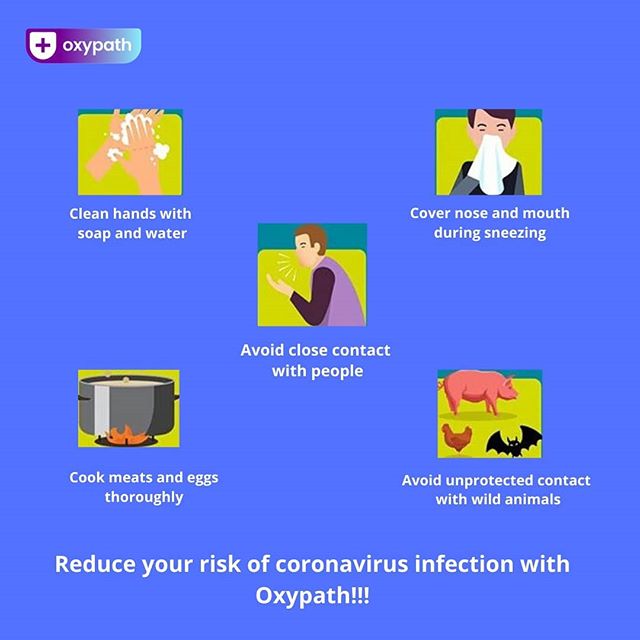 oxypath
Clean hands with
soap and water
Cover nose and mouth
during sneezing
Avoid close contact
with people
Cook meats and eggs
thoroughly
Avoid unprotected contact
with wild animals
Reduce your risk of coronavirus infection with
Oxypath!!!